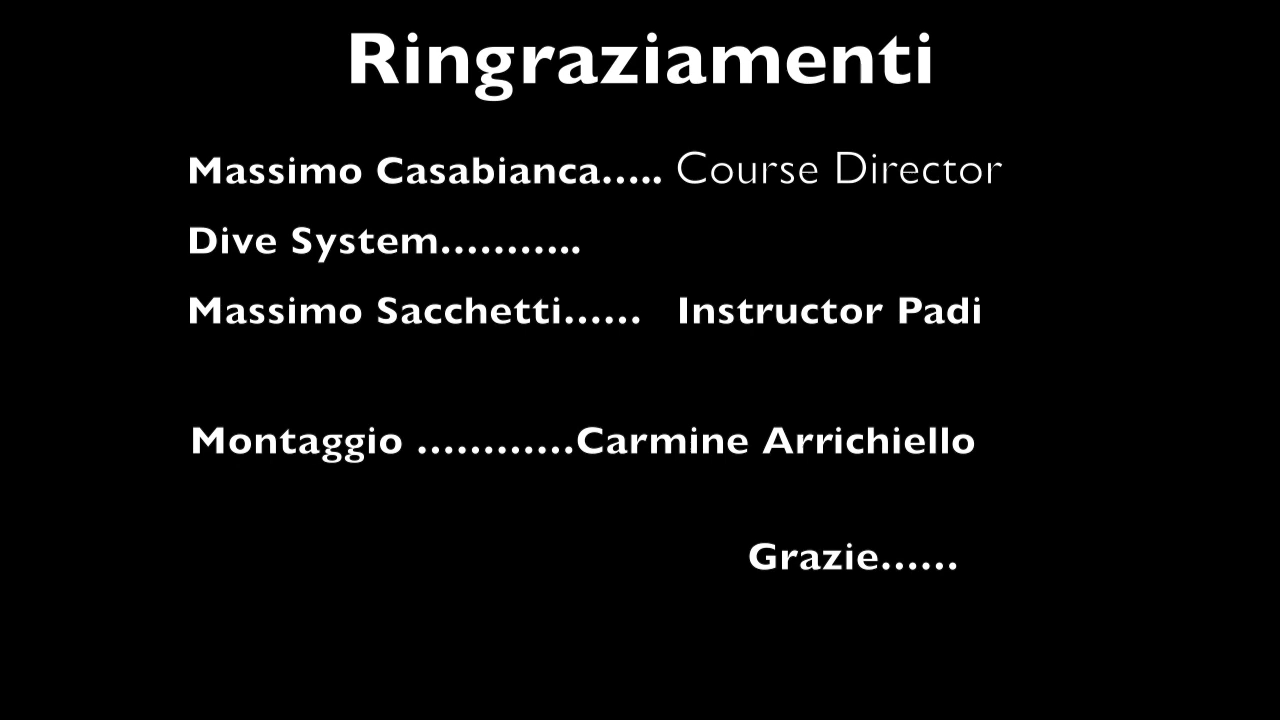 Ringraziamenti
Massimo Casabianca….. Course Director
Dive System………..
Massimo Sacchetti…… Instructor Padi
Montaggio …………Carmine Arrichiello
Grazie……